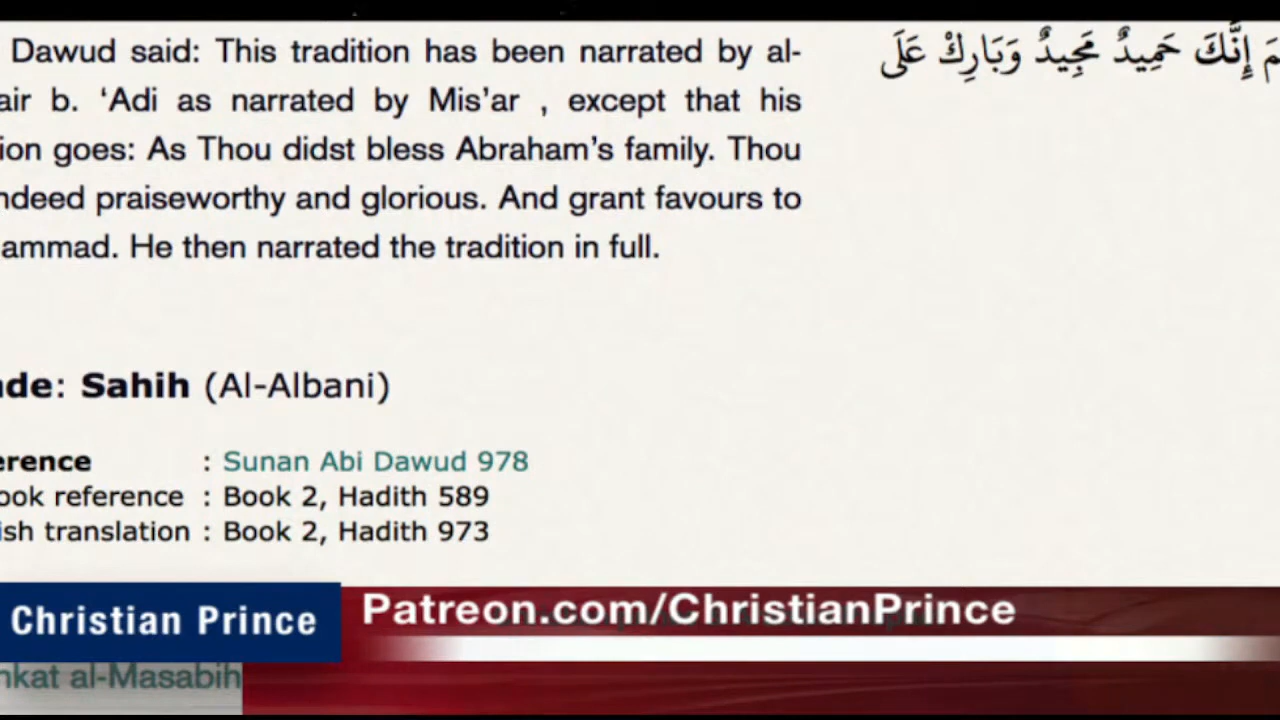 Dawud said: This tradition has been narrated by al-
air b. ‘Adi as narrated by Mis’ar , except that his
ion goes: As Thou didst bless Abraham’s family. Thou
ndeed praiseworthy and glorious. And grant favours to
ammad. He then narrated the tradition in full.
مَ إِنَّكَ حَمِيدٌ مَجِيدٌ وَبَارِكْ عَلَى
ade: Sahih (Al-Albani)
erence : Sunan Abi Dawud 978
ook reference : Book 2, Hadith 589
ish translation : Book 2, Hadith 973
Christian Prince
Patreon.com/ChristianPrince
hkat al-Masabih